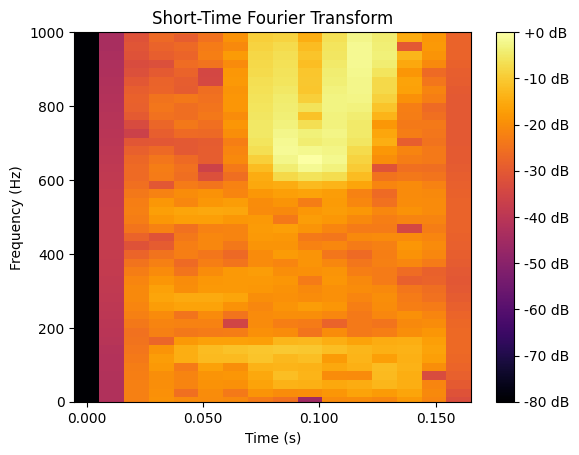 Short-Time Fourier Transform
1000
800
600
400
200
0
Frequency (Hz)
0.000
0.050
0.100
0.150
Time (s)
+0 dB
-10 dB
-20 dB
-30 dB
-40 dB
-50 dB
-60 dB
-70 dB
-80 dB